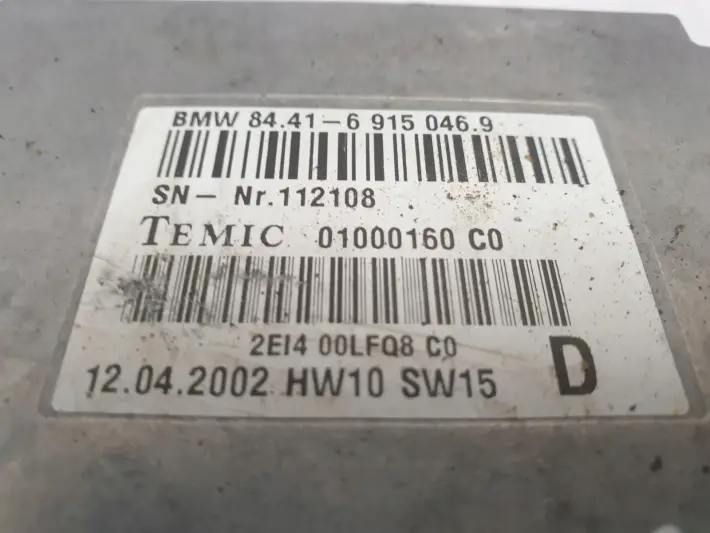 BMW 84.41-6 915 046.9
SN- Nr.112108
TEMIC 01000160 C0
2EI4 00LFQ8 C0
D
12.04.2002 HW10 SW15